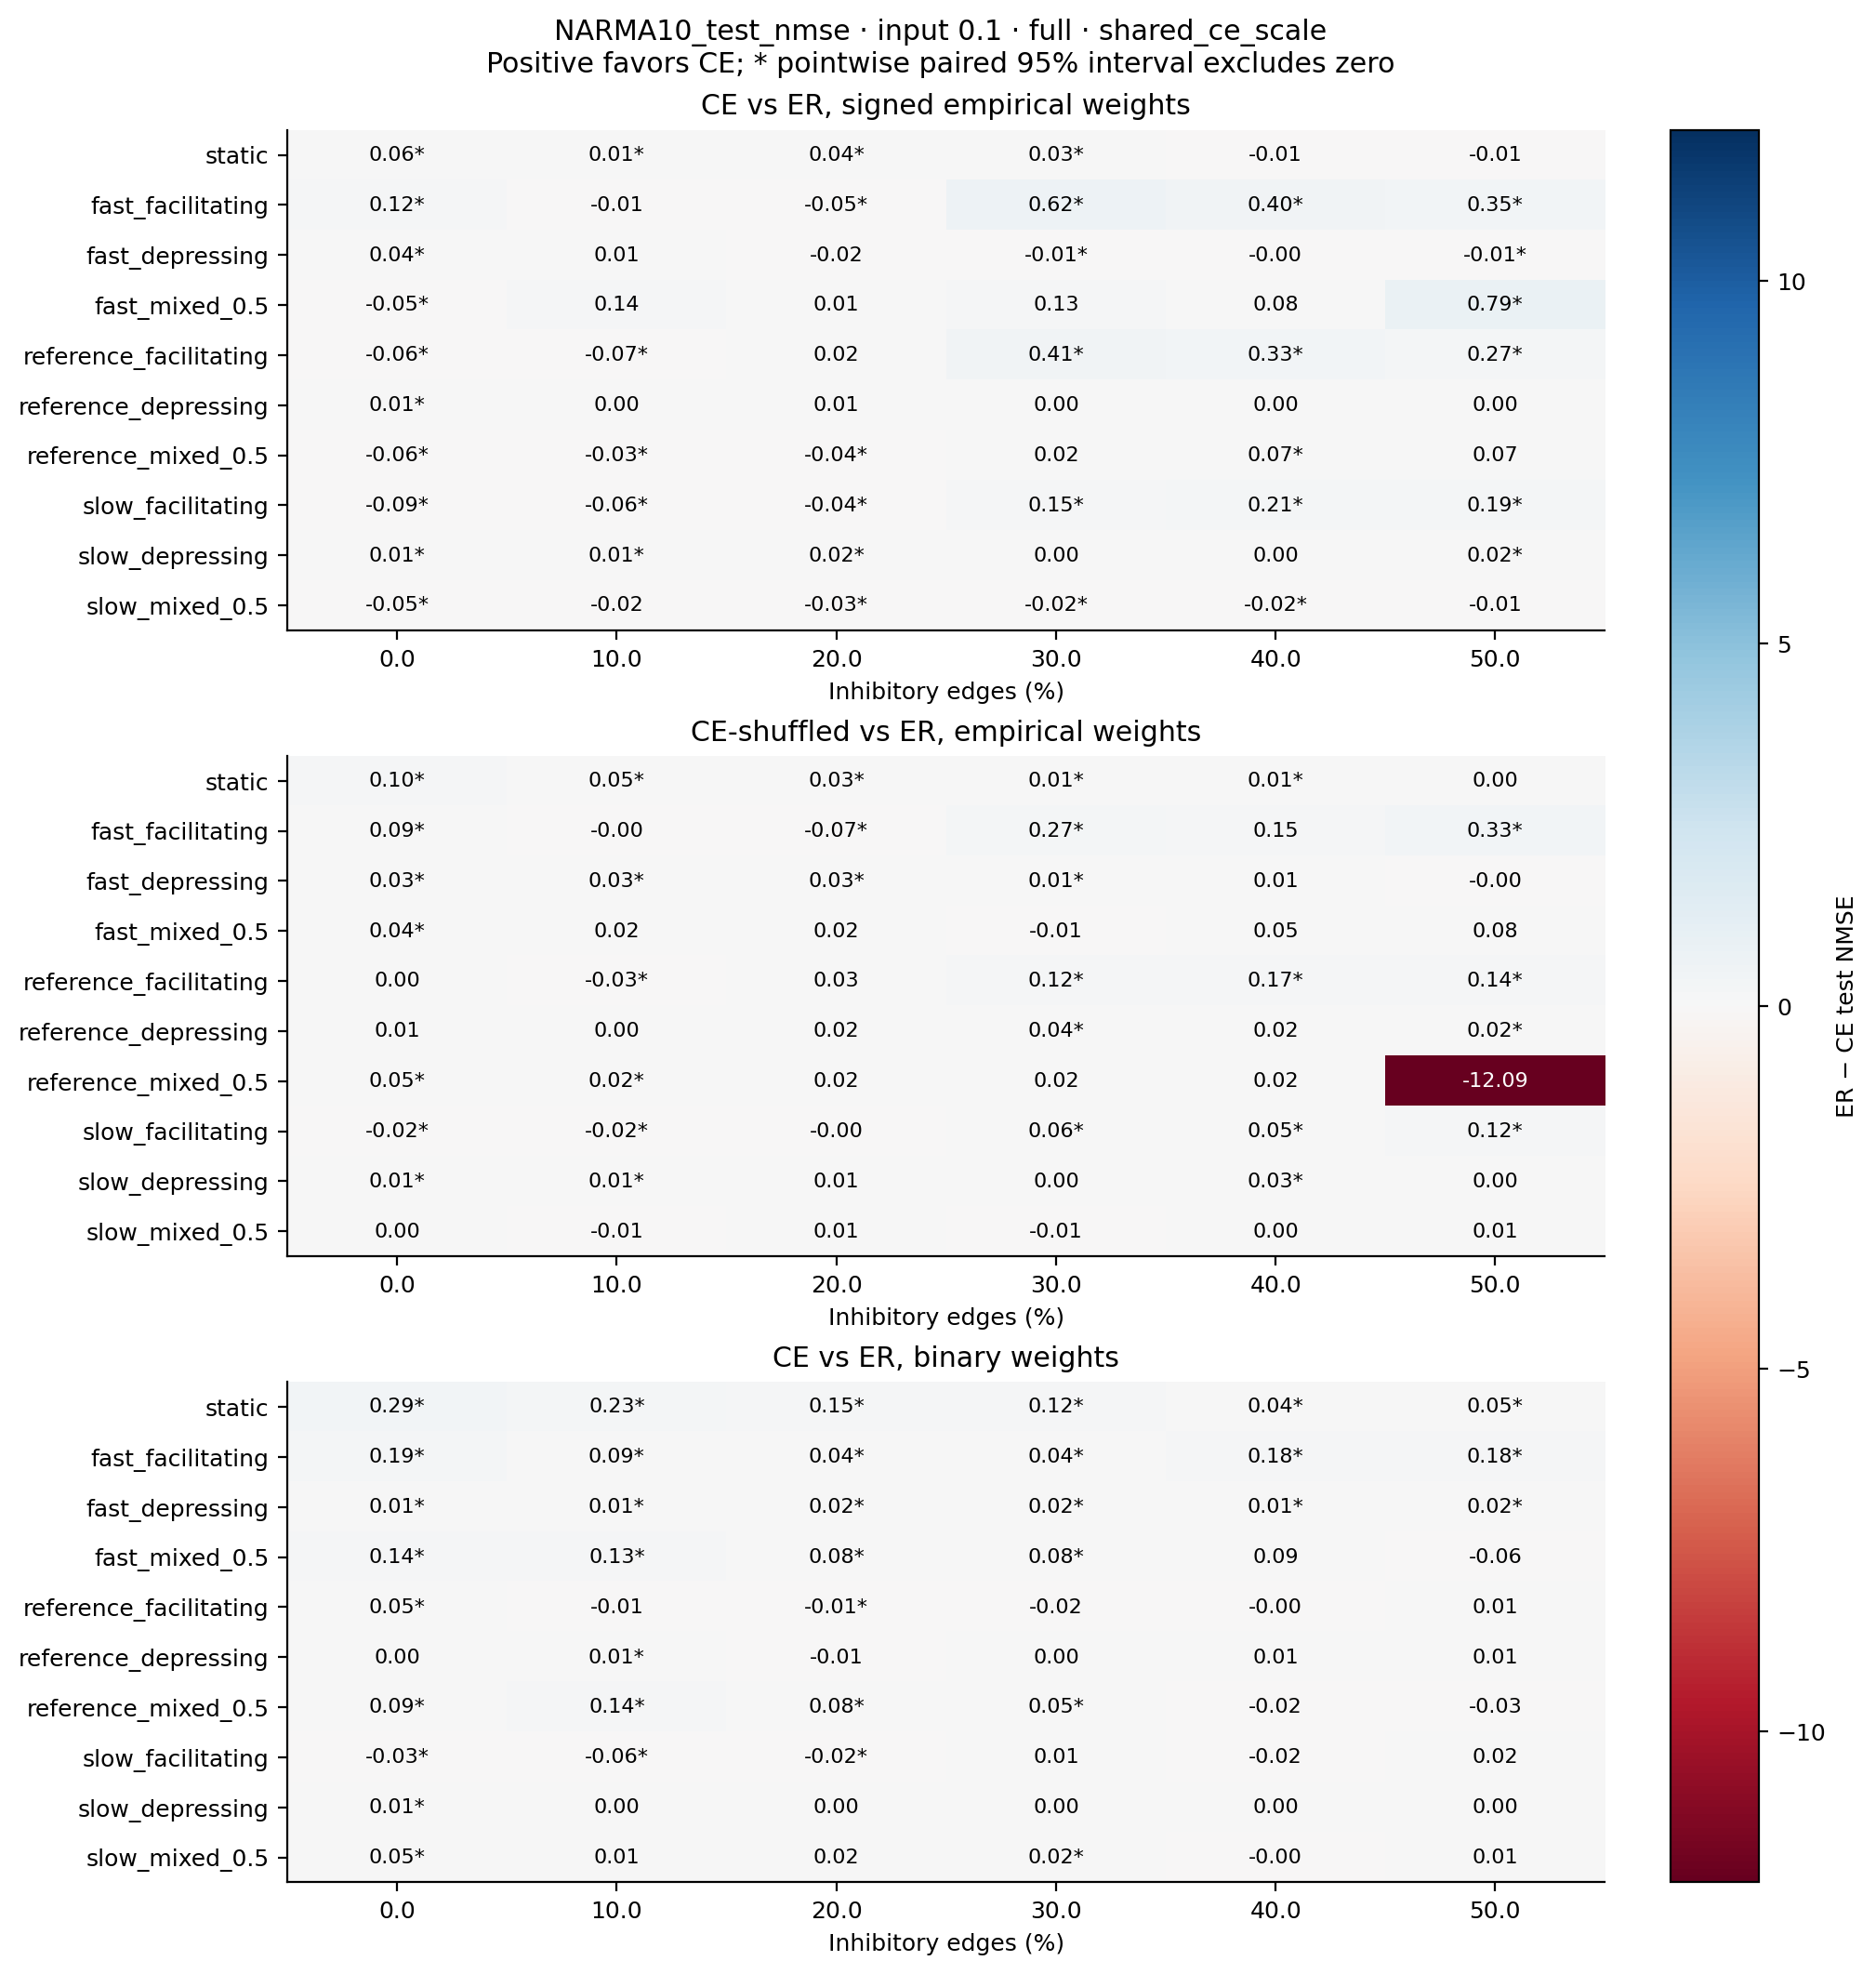 NARMA10_test_nmse · input 0.1 · full · shared_ce_scale
Positive favors CE; * pointwise paired 95% interval excludes zero
CE vs ER, signed empirical weights
static 0.06* 0.01* 0.04* 0.03* -0.01 -0.01
fast_facilitating 0.12* -0.01 -0.05* 0.62* 0.40* 0.35*
fast_depressing 0.04* 0.01 -0.02 -0.01* -0.00 -0.01*
fast_mixed_0.5 -0.05* 0.14 0.01 0.13 0.08 0.79*
reference_facilitating -0.06* -0.07* 0.02 0.41* 0.33* 0.27*
reference_depressing 0.01* 0.00 0.01 0.00 0.00 0.00
reference_mixed_0.5 -0.06* -0.03* -0.04* 0.02 0.07* 0.07
slow_facilitating -0.09* -0.06* -0.04* 0.15* 0.21* 0.19*
slow_depressing 0.01* 0.01* 0.02* 0.00 0.00 0.02*
slow_mixed_0.5 -0.05* -0.02 -0.03* -0.02* -0.02* -0.01
0.0 10.0 20.0 30.0 40.0 50.0
Inhibitory edges (%)
CE-shuffled vs ER, empirical weights
static 0.10* 0.05* 0.03* 0.01* 0.01* 0.00
fast_facilitating 0.09* -0.00 -0.07* 0.27* 0.15 0.33*
fast_depressing 0.03* 0.03* 0.03* 0.01* 0.01 -0.00
fast_mixed_0.5 0.04* 0.02 0.02 -0.01 0.05 0.08
reference_facilitating 0.00 -0.03* 0.03 0.12* 0.17* 0.14*
reference_depressing 0.01 0.00 0.02 0.04* 0.02 0.02*
reference_mixed_0.5 0.05* 0.02* 0.02 0.02 0.02 -12.09
slow_facilitating -0.02* -0.02* -0.00 0.06* 0.05* 0.12*
slow_depressing 0.01* 0.01* 0.01 0.00 0.03* 0.00
slow_mixed_0.5 0.00 -0.01 0.01 -0.01 0.00 0.01
0.0 10.0 20.0 30.0 40.0 50.0
Inhibitory edges (%)
CE vs ER, binary weights
static 0.29* 0.23* 0.15* 0.12* 0.04* 0.05*
fast_facilitating 0.19* 0.09* 0.04* 0.04* 0.18* 0.18*
fast_depressing 0.01* 0.01* 0.02* 0.02* 0.01* 0.02*
fast_mixed_0.5 0.14* 0.13* 0.08* 0.08* 0.09 -0.06
reference_facilitating 0.05* -0.01 -0.01* -0.02 -0.00 0.01
reference_depressing 0.00 0.01* -0.01 0.00 0.01 0.01
reference_mixed_0.5 0.09* 0.14* 0.08* 0.05* -0.02 -0.03
slow_facilitating -0.03* -0.06* -0.02* 0.01 -0.02 0.02
slow_depressing 0.01* 0.00 0.00 0.00 0.00 0.00
slow_mixed_0.5 0.05* 0.01 0.02 0.02* -0.00 0.01
0.0 10.0 20.0 30.0 40.0 50.0
Inhibitory edges (%)
10
5
0
−5
−10
ER − CE test NMSE